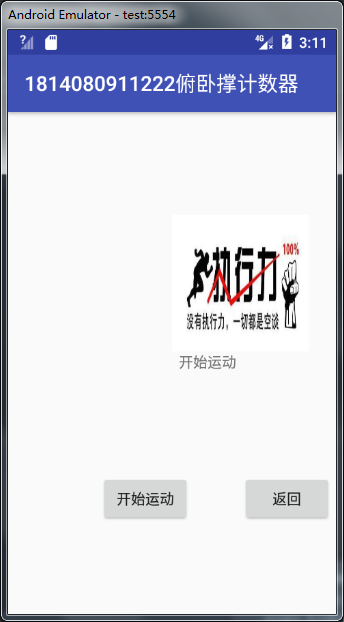 Android Emulator - test:5554
4G 3:11
1814080911222俯卧撑计数器
100%
执行力
没有执行力，一切都是空谈
开始运动
开始运动 返回